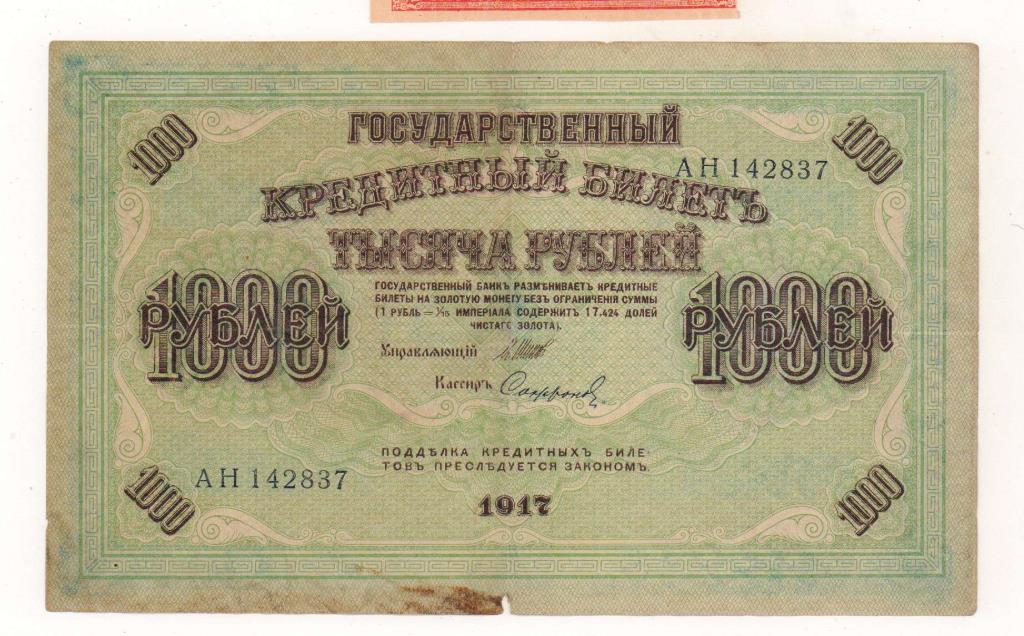 1000
1000
ГОСУДАРСТВЕННЫЙ
АН 142837
КРЕДИТНЫЙ БИЛЕТЪ
ТЫСЯЧА РУБЛЕЙ
1000 РУБЛЕЙ
1000 РУБЛЕЙ
ГОСУДАРСТВЕННЫЙ БАНКЪ РАЗМѢНИВАЕТЪ КРЕДИТНЫЕ
БИЛЕТЫ НА ЗОЛОТУЮ МОНЕТУ БЕЗЪ ОГРАНИЧЕНІЯ СУММЫ
(1 РУБЛЬ = 1/15 ИМПЕРІАЛА СОДЕРЖИТЪ 17.424 ДОЛЕЙ
ЧИСТАГО ЗОЛОТА).
Управляющій
Кассиръ Софронов
ПОДДѢЛКА КРЕДИТНЫХЪ БИЛЕ-
ТОВЪ ПРЕСЛѢДУЕТСЯ ЗАКОНОМЪ.
АН 142837
1917
1000
1000